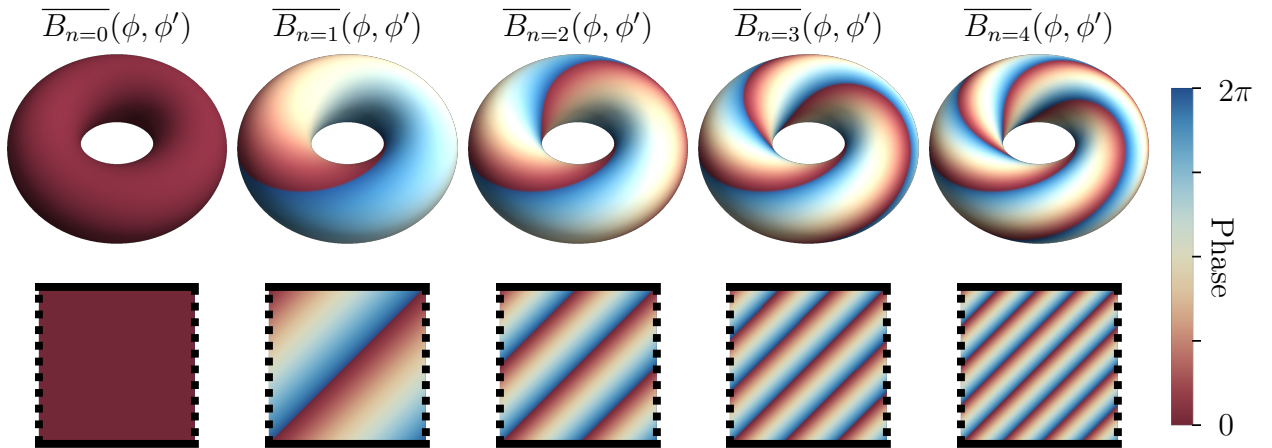 $\overline{B_{n=0}}(\phi, \phi')$ $\overline{B_{n=1}}(\phi, \phi')$ $\overline{B_{n=2}}(\phi, \phi')$ $\overline{B_{n=3}}(\phi, \phi')$ $\overline{B_{n=4}}(\phi, \phi')$
2π
Phase
0